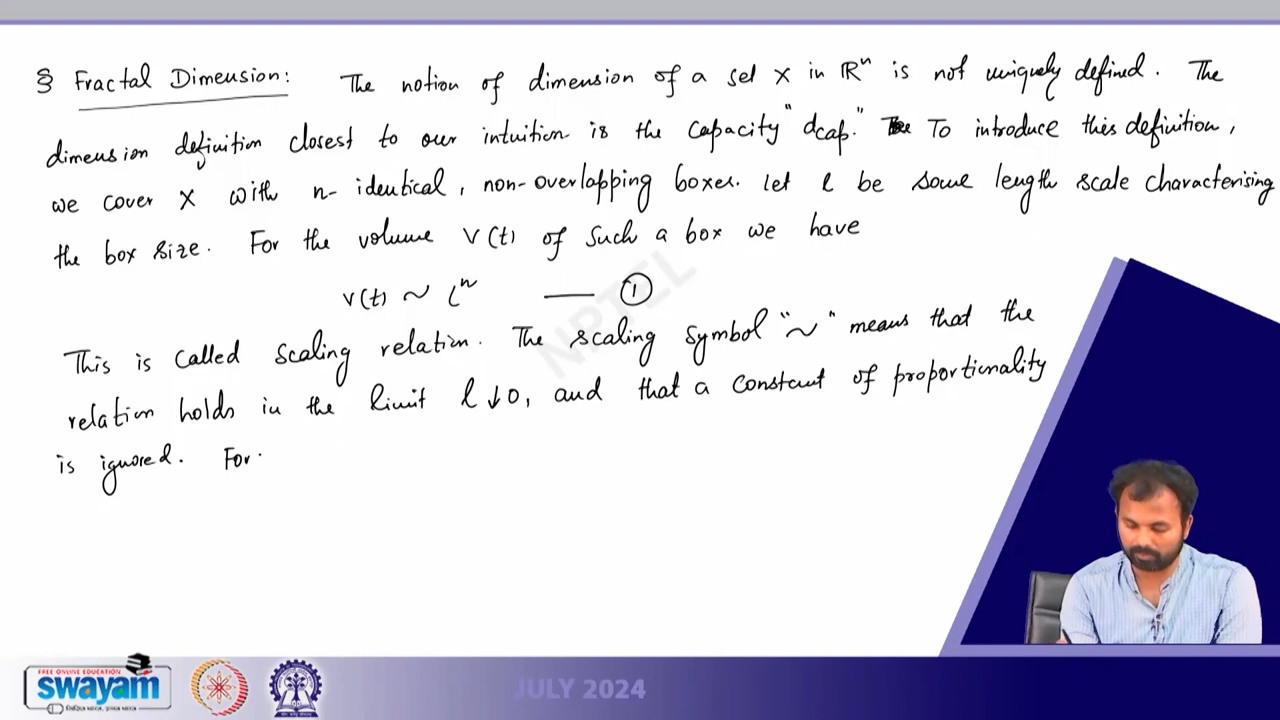 § Fractal Dimension: The notion of dimension of a set X in ℝⁿ is not uniquely defined. The
dimension definition closest to our intuition is the capacity "dcap." To introduce this definition,
we cover X with n- identical, non-overlapping boxes. Let l be some length scale characterising
the box size. For the volume V(t) of such a box we have
V(t) ~ lⁿ —— ①
This is called scaling relation. The scaling symbol "~" means that the
relation holds in the limit l ↓ 0, and that a constant of proportionality
is ignored. For
NPTEL
FREE ONLINE EDUCATION
swayam
JULY 2024